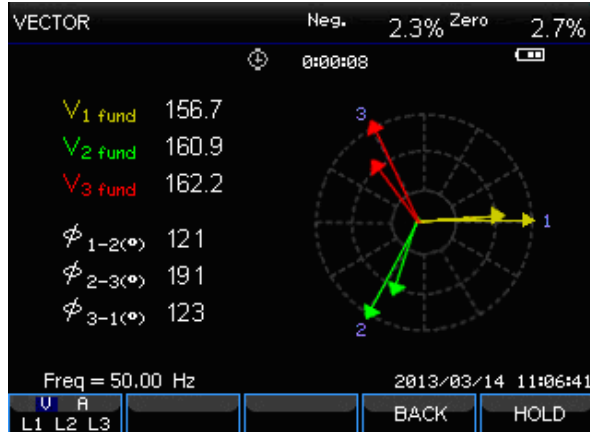 VECTOR Neg. 2.3% Zero 2.7%
0:00:08
V1 fund 156.7
V2 fund 160.9
V3 fund 162.2
ϕ1-2(°) 121
ϕ2-3(°) 191
ϕ3-1(°) 123
3
1
2
Freq = 50.00 Hz 2013/03/14 11:06:41
V A
L1 L2 L3 BACK HOLD